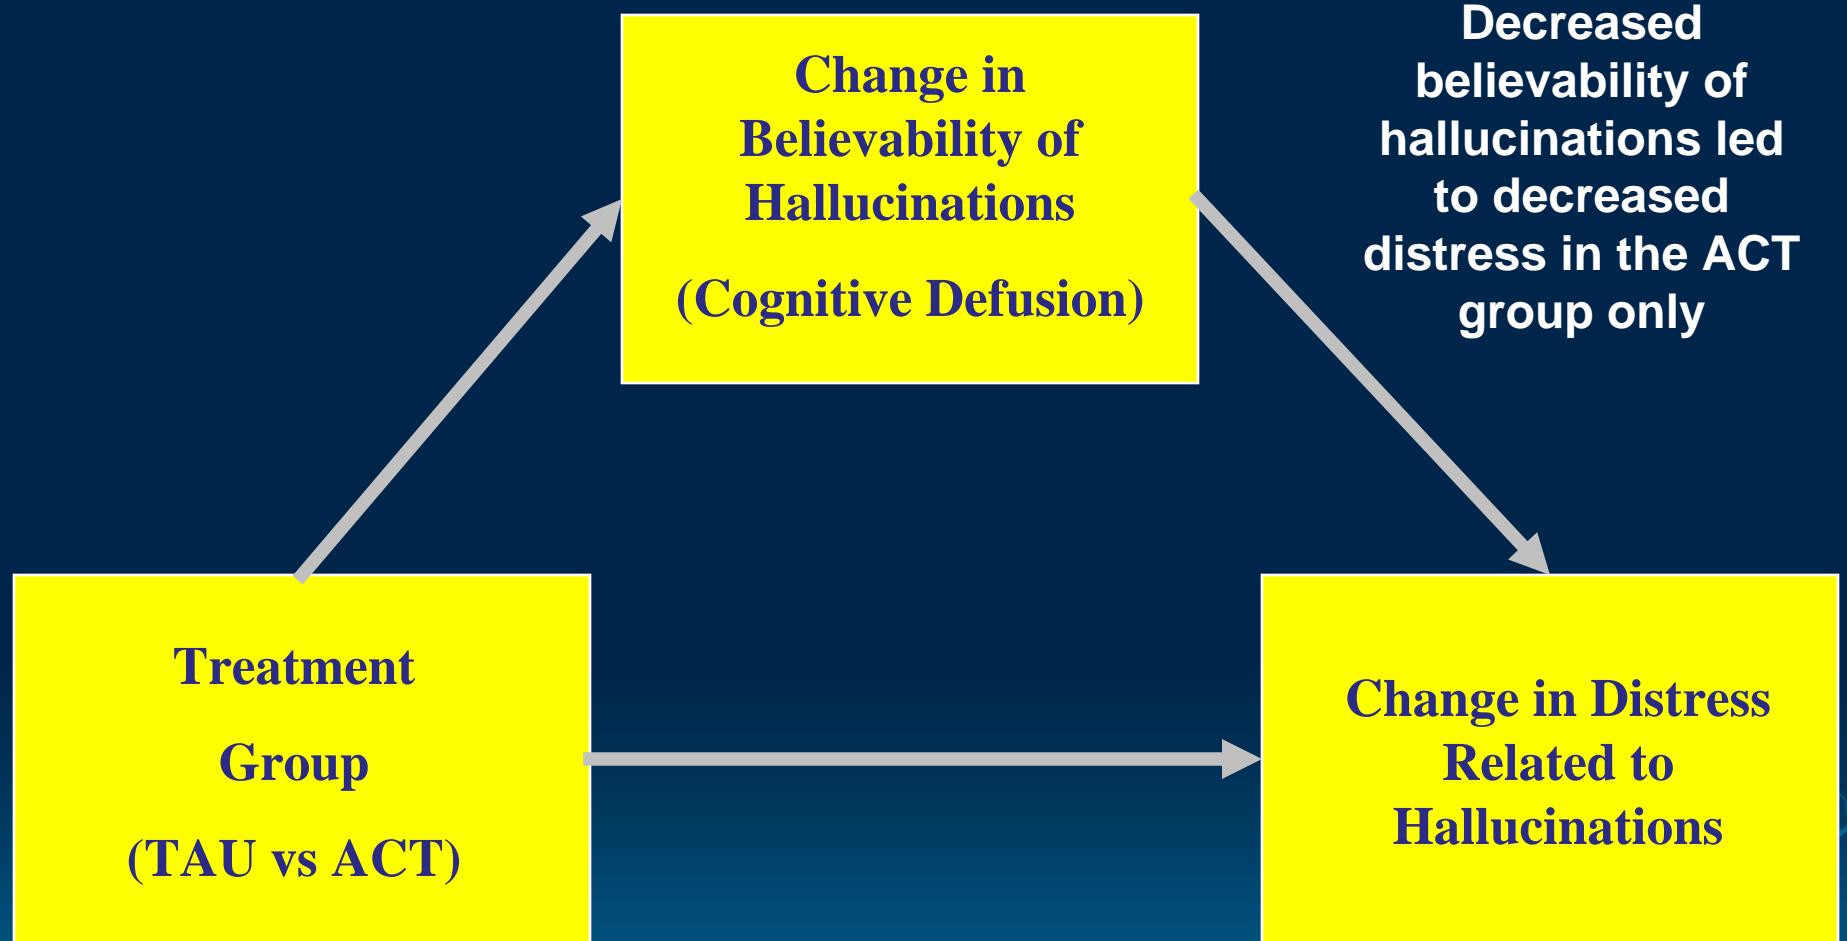 Change in
Believability of
Hallucinations
(Cognitive Defusion)
Decreased
believability of
hallucinations led
to decreased
distress in the ACT
group only
Treatment
Group
(TAU vs ACT)
Change in Distress
Related to
Hallucinations